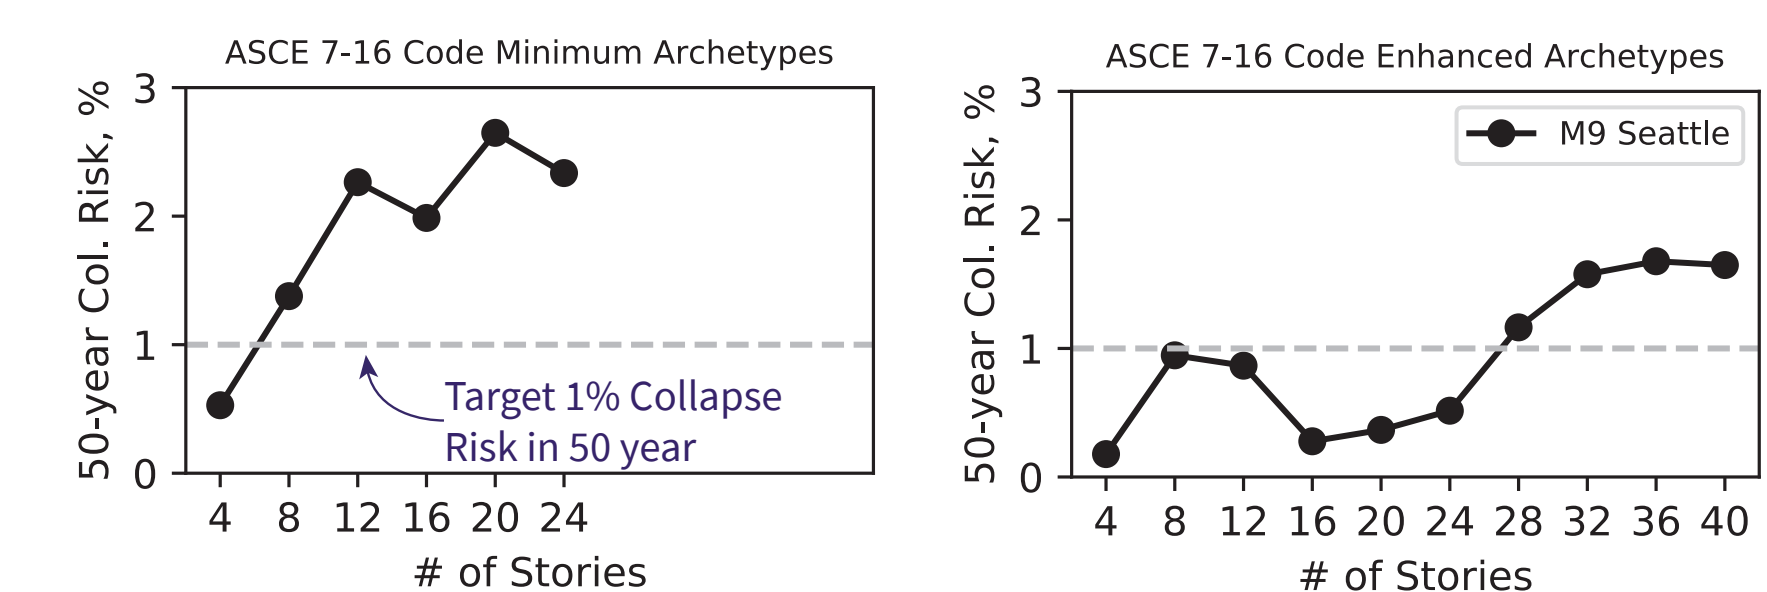 ASCE 7-16 Code Minimum Archetypes
50-year Col. Risk, %
3
2
1
0
Target 1% Collapse
Risk in 50 year
4 8 12 16 20 24
# of Stories
ASCE 7-16 Code Enhanced Archetypes
50-year Col. Risk, %
3
2
1
0
M9 Seattle
4 8 12 16 20 24 28 32 36 40
# of Stories